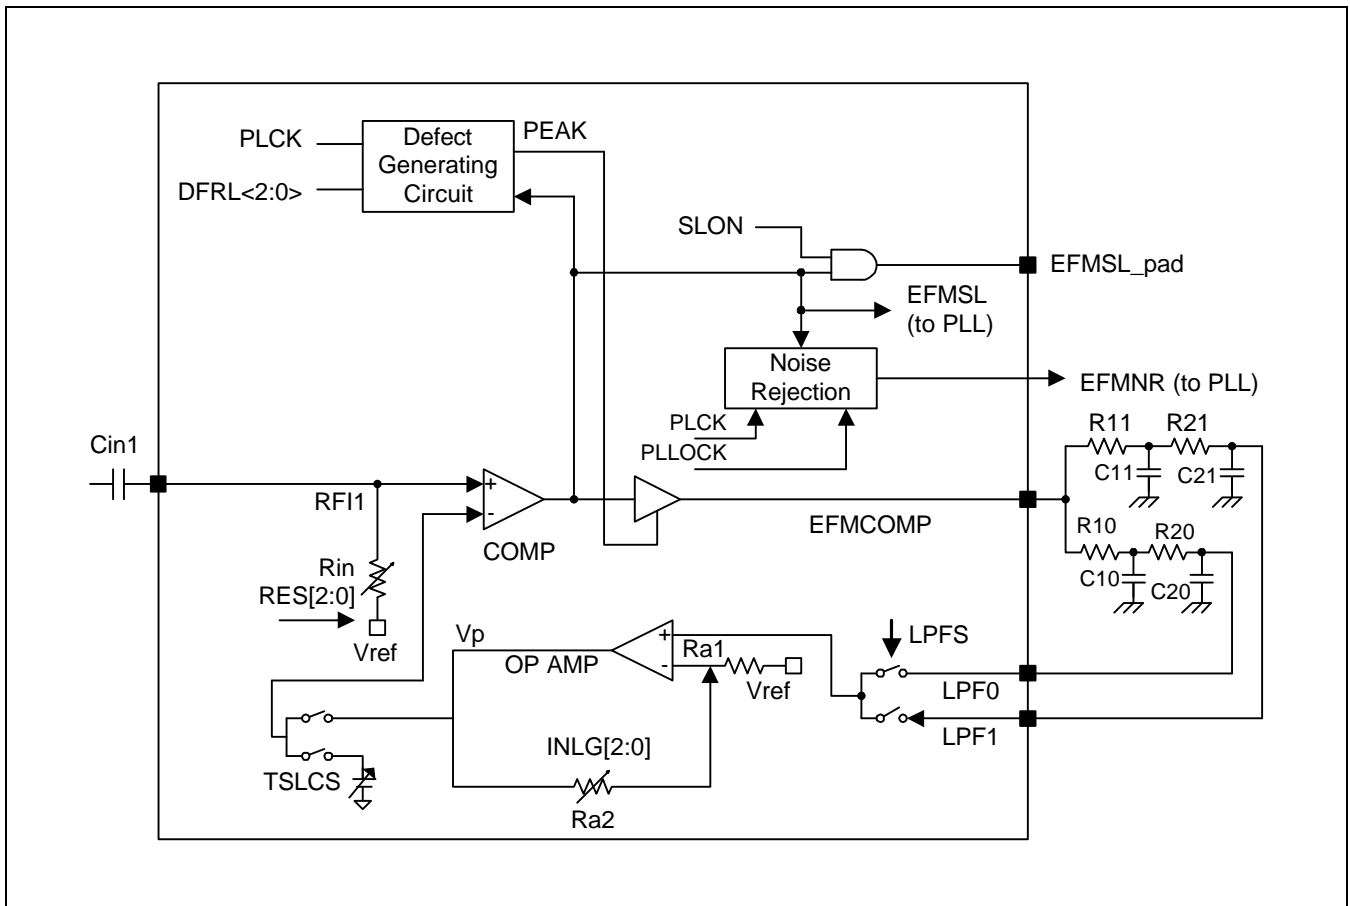 PLCK
DFRL<2:0>
Defect
Generating
Circuit
PEAK
SLON
EFMSL_pad
EFMSL
(to PLL)
Noise
Rejection
EFMNR (to PLL)
PLCK
PLLOCK
R11
R21
C11
C21
Cin1
RFI1
+
-
COMP
EFMCOMP
R10
R20
C10
C20
Rin
RES[2:0]
Vref
Vp
OP AMP
+
-
Ra1
Vref
LPFS
LPF0
LPF1
INLG[2:0]
Ra2
TSLCS